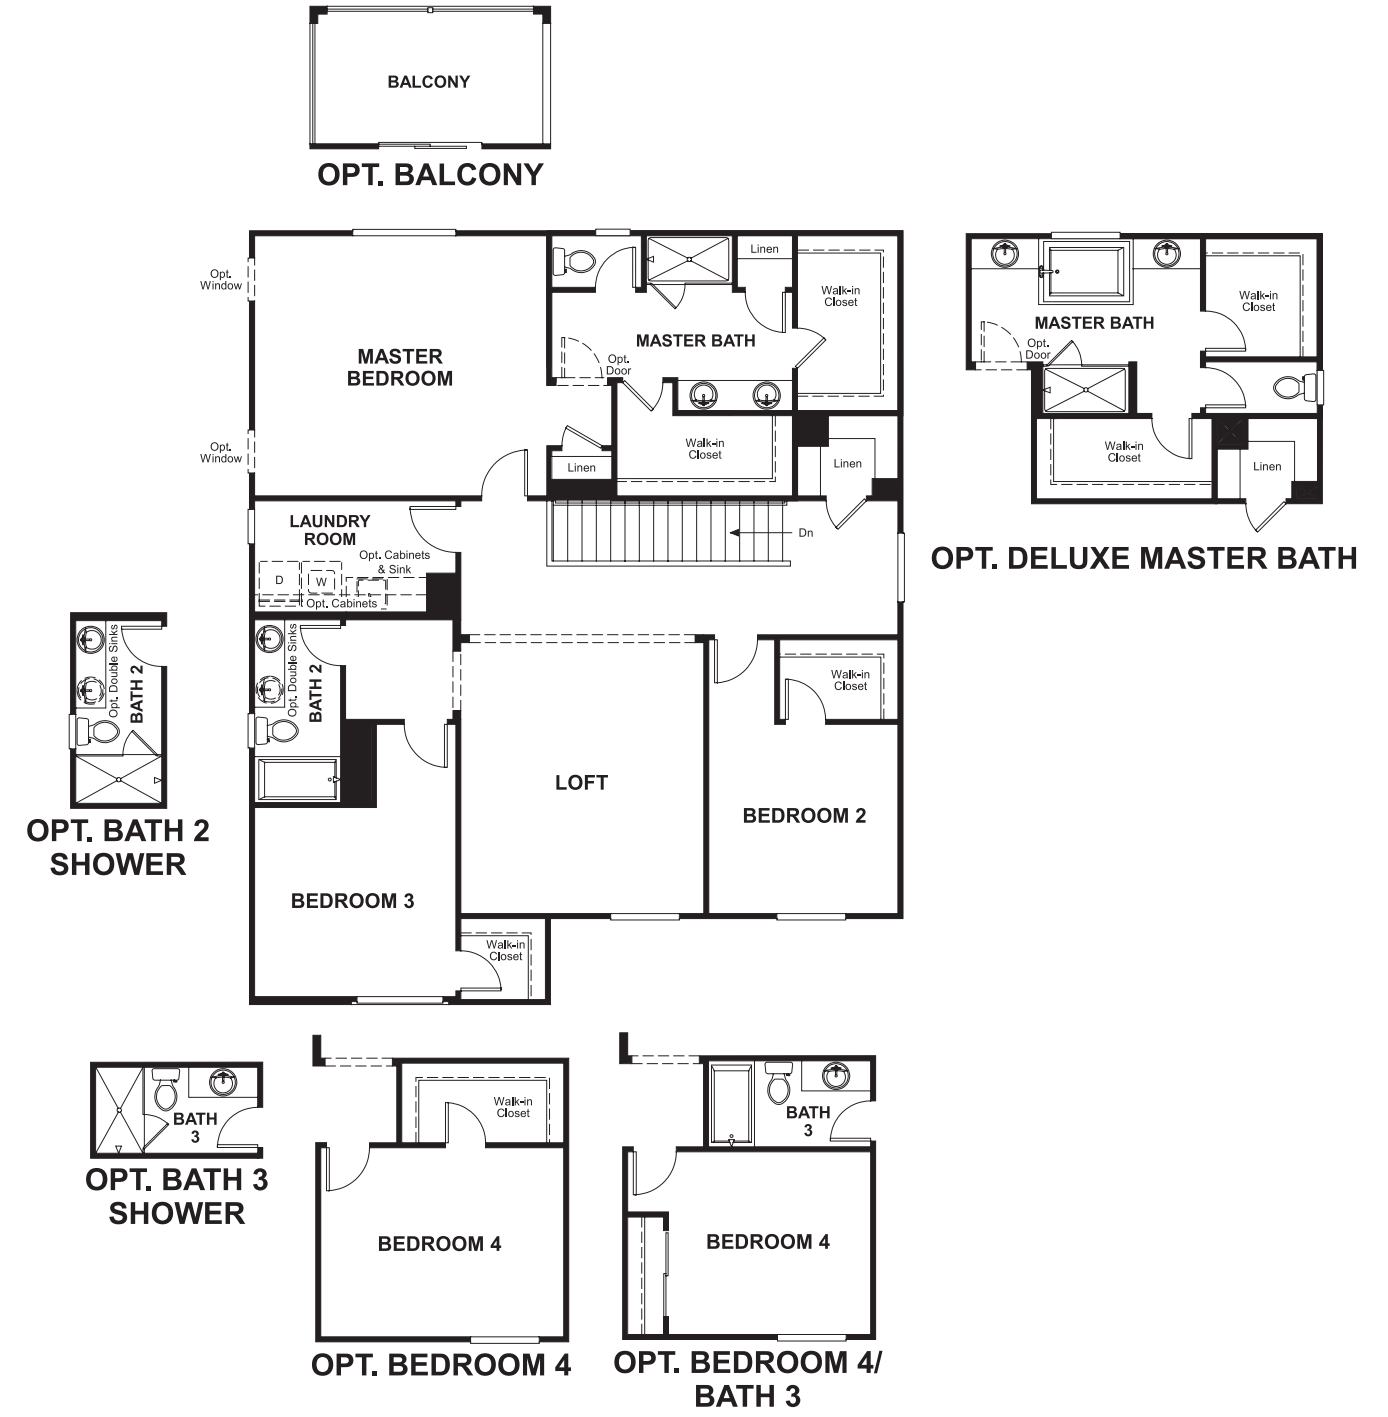 BALCONY
OPT. BALCONY
Opt.
Window
MASTER
BEDROOM
Opt.
Window
Linen
MASTER BATH
Opt.
Door
Walk-in
Closet
Walk-in
Closet
Linen
Linen
MASTER BATH
Opt.
Door
Walk-in
Closet
Walk-in
Closet
Linen
OPT. DELUXE MASTER BATH
LAUNDRY
ROOM
Opt. Cabinets
& Sink
D
W
Opt. Cabinets
Dn
Opt. Double Sinks
BATH 2
OPT. BATH 2
SHOWER
Opt. Double Sinks
BATH 2
LOFT
Walk-in
Closet
BEDROOM 2
BEDROOM 3
Walk-in
Closet
BATH
3
OPT. BATH 3
SHOWER
Walk-in
Closet
BEDROOM 4
OPT. BEDROOM 4
BATH
3
BEDROOM 4
OPT. BEDROOM 4/
BATH 3